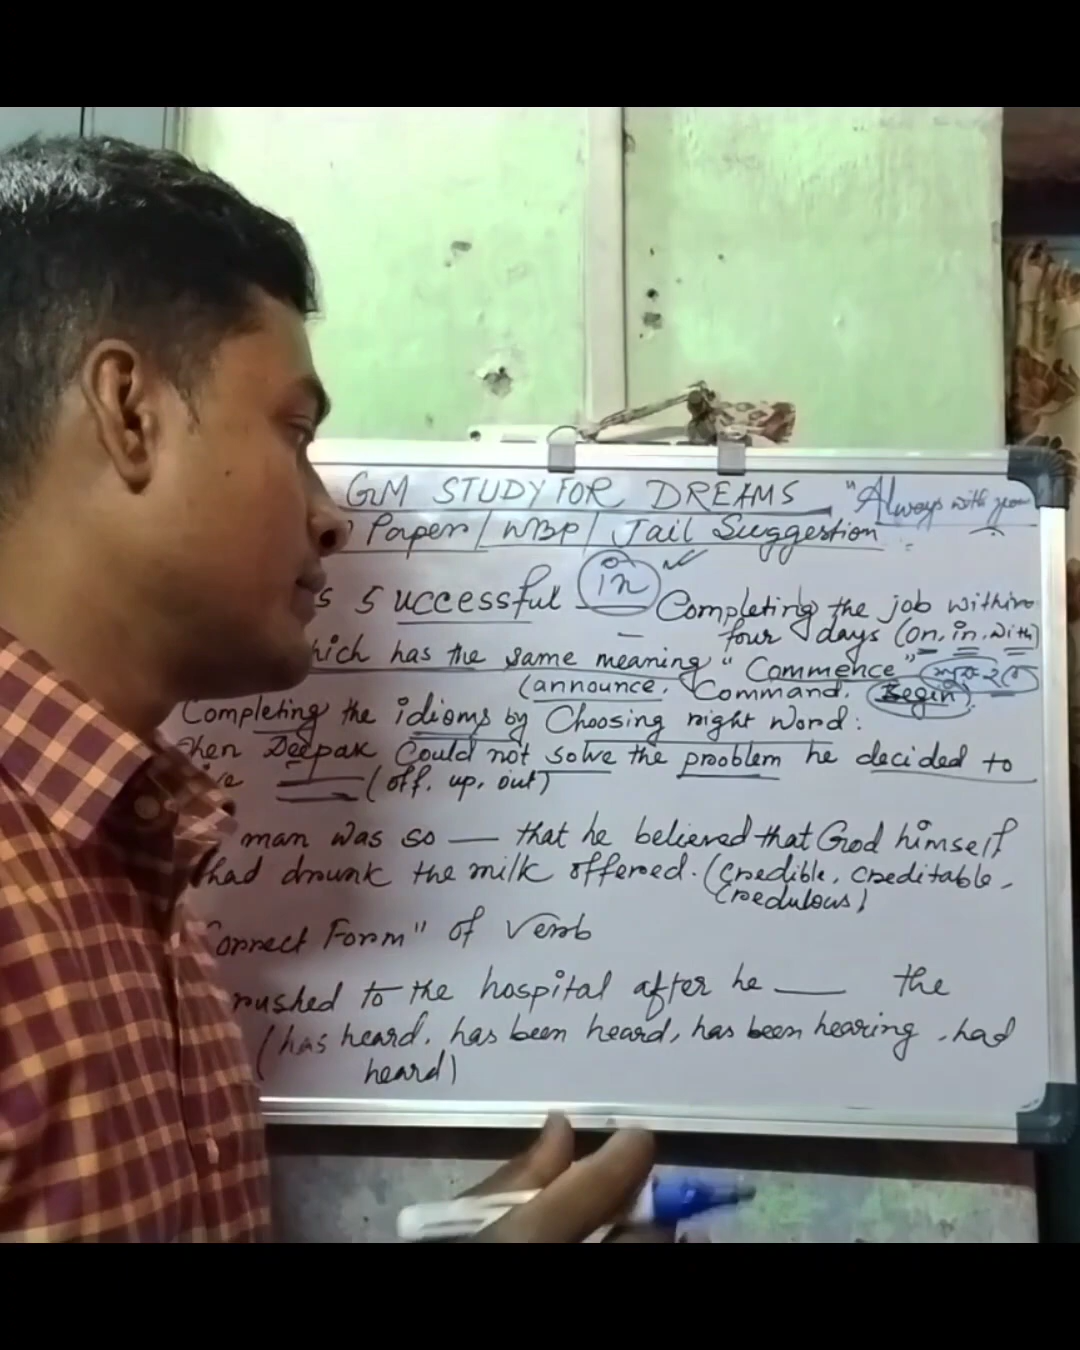 GM STUDY FOR DREAMS "Always with you
Paper / WBP / Jail Suggestion
s successful in Completing the job within
four days (on, in, with)
hich has the same meaning "Commence"
(announce, Command, Begin)
Completing the idioms by Choosing right Word:
hen Deepak Could not solve the problem he decided to
ve ___ (off, up, out)
man was so ___ that he believed that God himself
had drunk the milk offered. (Credible, creditable,
Credulous)
Correct Form" of Verb
rushed to the hospital after he ___ the
(has heard, has been heard, has been hearing, had
heard)